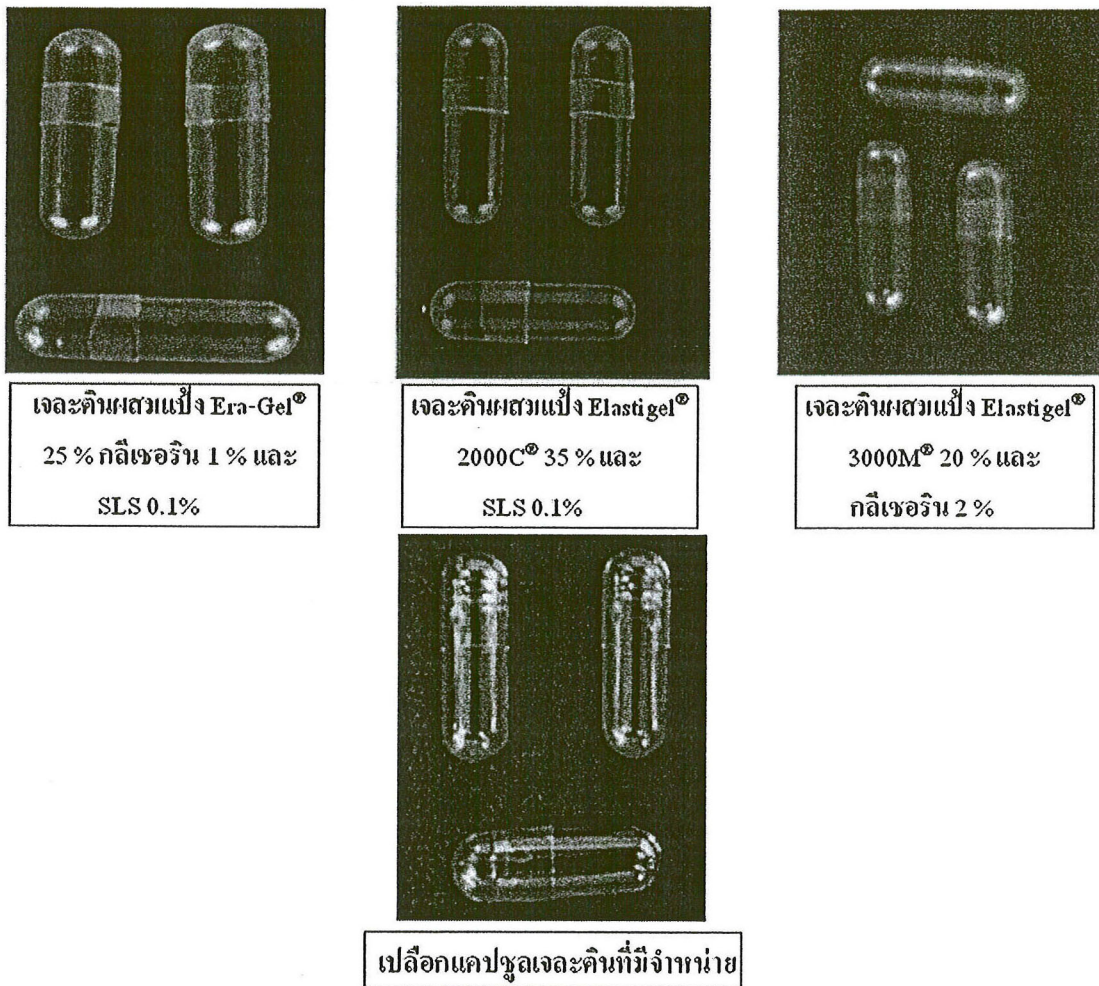 เจละตินผสมแป้ง Era-Gel®
25 % กลีเซอริน 1 % และ
SLS 0.1%
เจละตินผสมแป้ง Elastigel®
2000C® 35 % และ
SLS 0.1%
เจละตินผสมแป้ง Elastigel®
3000M® 20 % และ
กลีเซอริน 2 %
เปลือกแคปซูลเจละตินที่มีจำหน่าย